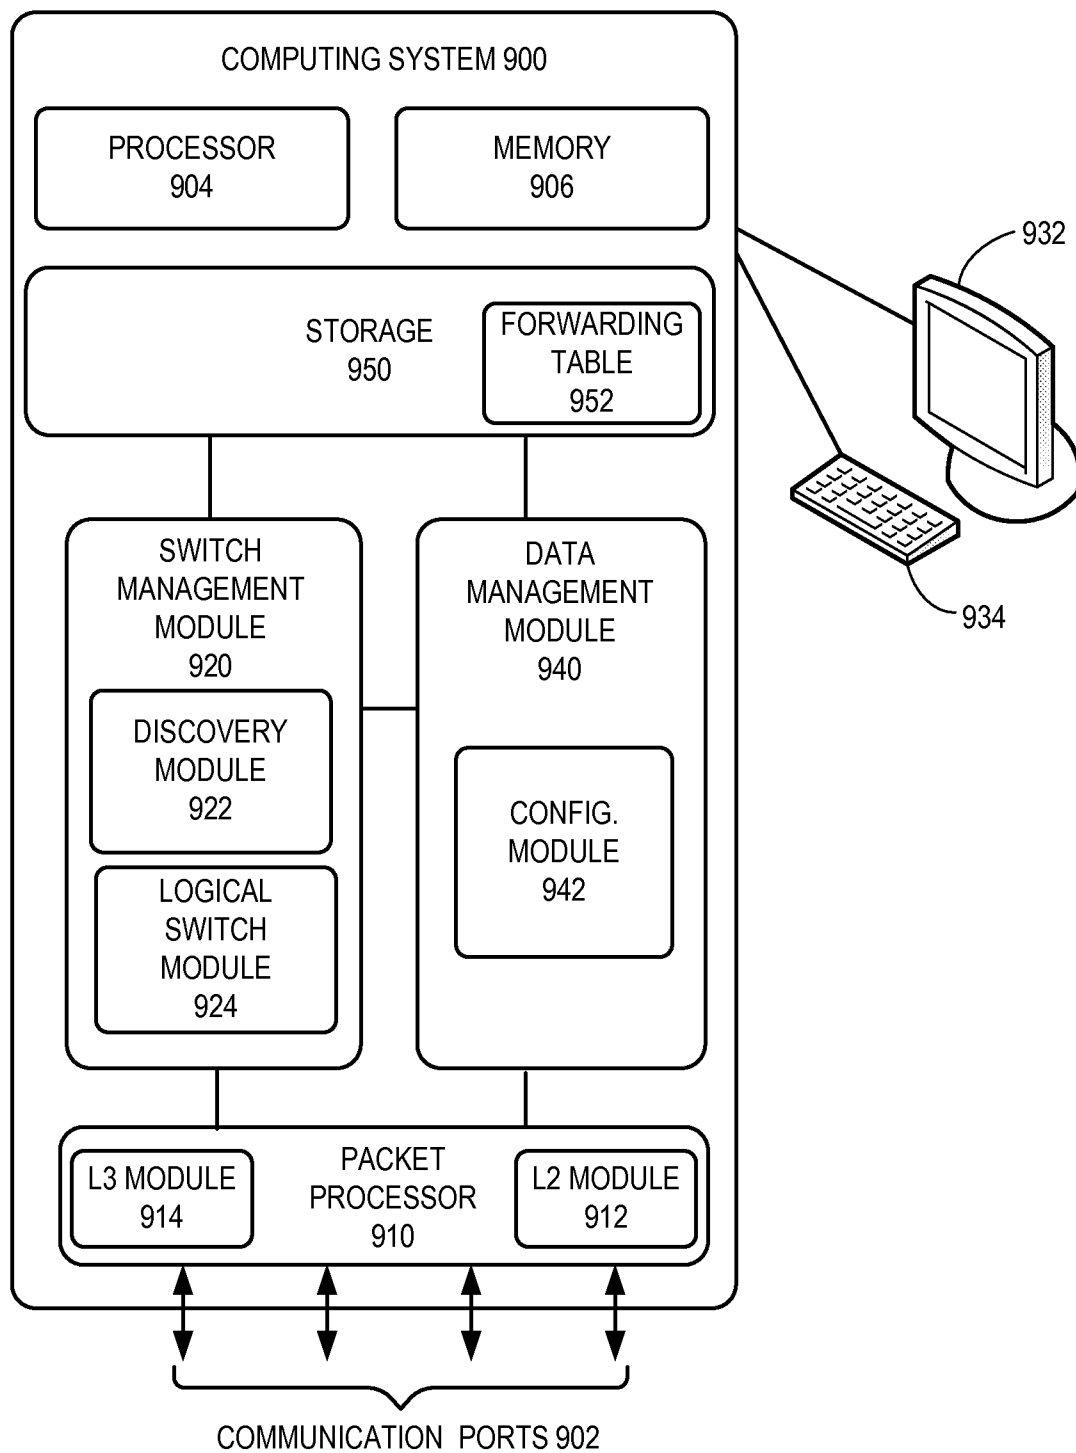 COMPUTING SYSTEM 900
PROCESSOR
904
MEMORY
906
932
STORAGE
950
FORWARDING
TABLE
952
934
SWITCH
MANAGEMENT
MODULE
920
DISCOVERY
MODULE
922
LOGICAL
SWITCH
MODULE
924
DATA
MANAGEMENT
MODULE
940
CONFIG.
MODULE
942
L3 MODULE
914
PACKET
PROCESSOR
910
L2 MODULE
912
COMMUNICATION PORTS 902